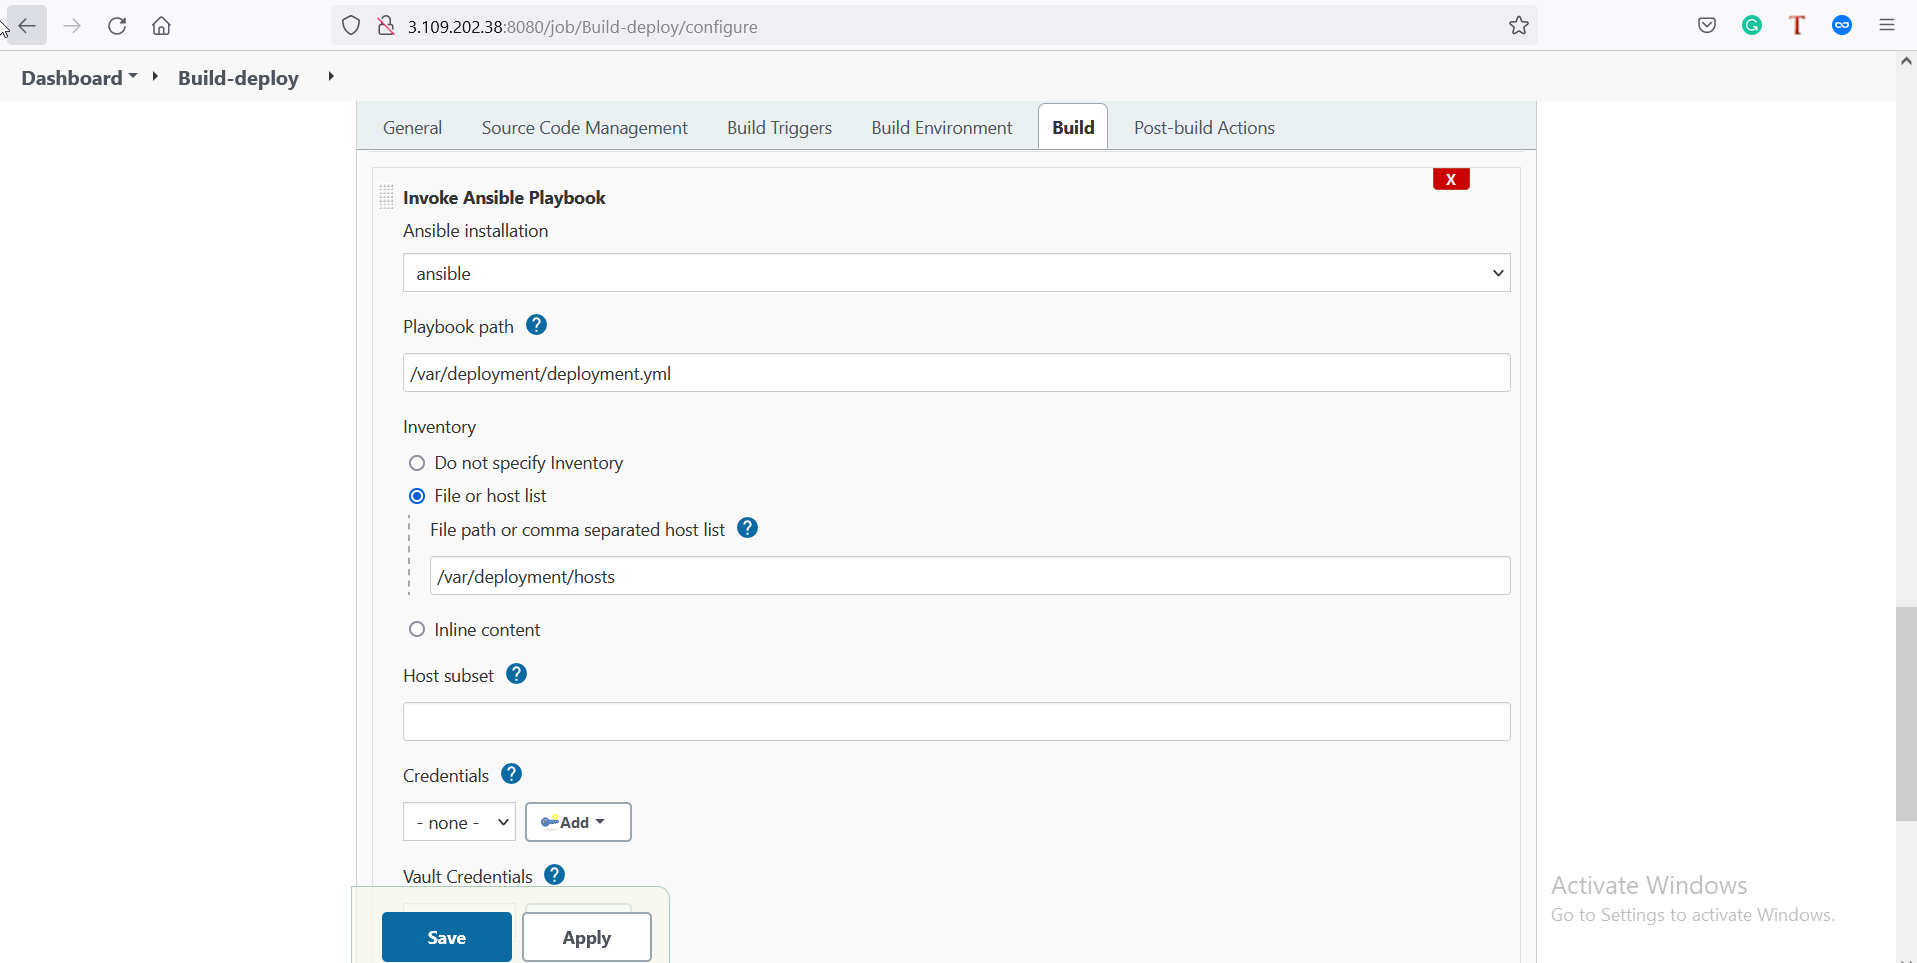 3.109.202.38:8080/job/Build-deploy/configure
Dashboard Build-deploy
General Source Code Management Build Triggers Build Environment Build Post-build Actions
X
Invoke Ansible Playbook
Ansible installation
ansible
Playbook path ?
/var/deployment/deployment.yml
Inventory
Do not specify Inventory
File or host list
File path or comma separated host list ?
/var/deployment/hosts
Inline content
Host subset ?
Credentials ?
- none - Add
Vault Credentials ?
Save Apply
Activate Windows
Go to Settings to activate Windows.